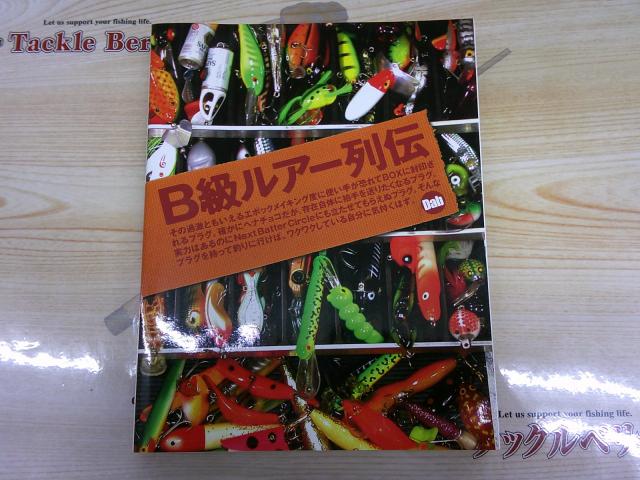 Let us support your fishing life.
Tackle Ber
B級ルアー列伝
その過激ともいえるエポックメイキング度に使い手が恐れてBOXに封印さ
れるプラグ。確かにヘナチョコだが、存在自体に拍手を送りたくなるプラグ。
実力はあるのにNext Batter Circleにも立たせてもらえぬプラグ。そんな
プラグを持って釣りに行けば、ワクワクしている自分に気付くはず。
Dab
Let us support your fishing life.
タックルベリ